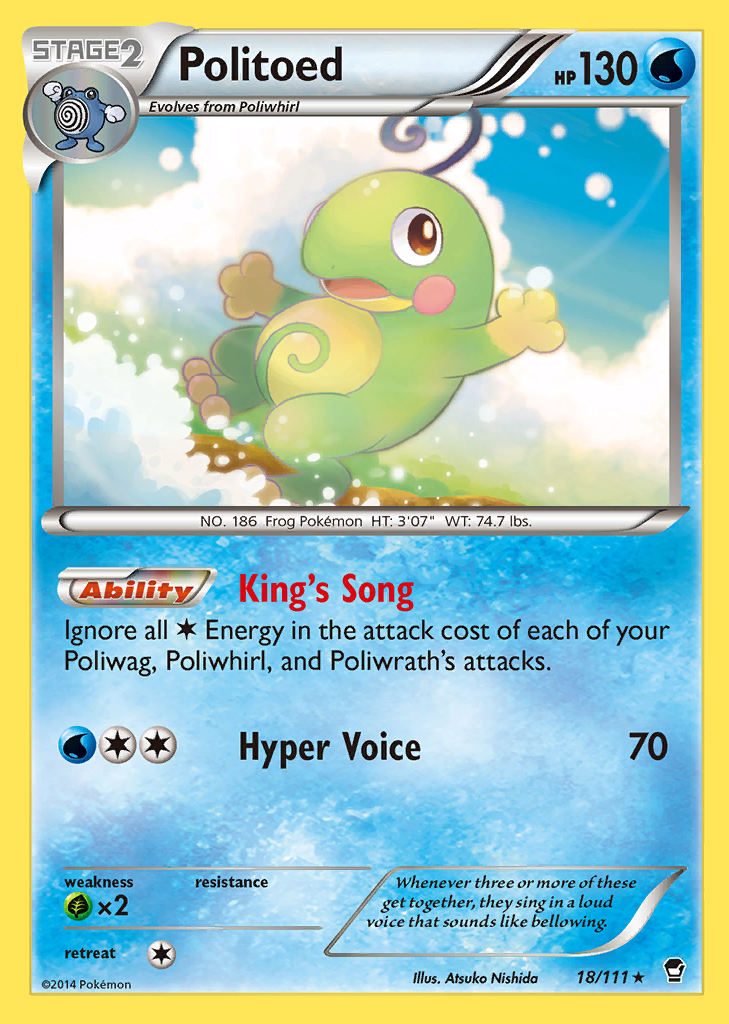 STAGE2
Politoed
HP 130
Evolves from Poliwhirl
NO. 186 Frog Pokémon HT: 3'07" WT: 74.7 lbs.
Ability King's Song
Ignore all Energy in the attack cost of each of your
Poliwag, Poliwhirl, and Poliwrath's attacks.
Hyper Voice 70
weakness resistance
×2
retreat
Whenever three or more of these
get together, they sing in a loud
voice that sounds like bellowing.
©2014 Pokémon
Illus. Atsuko Nishida
18/111 ★